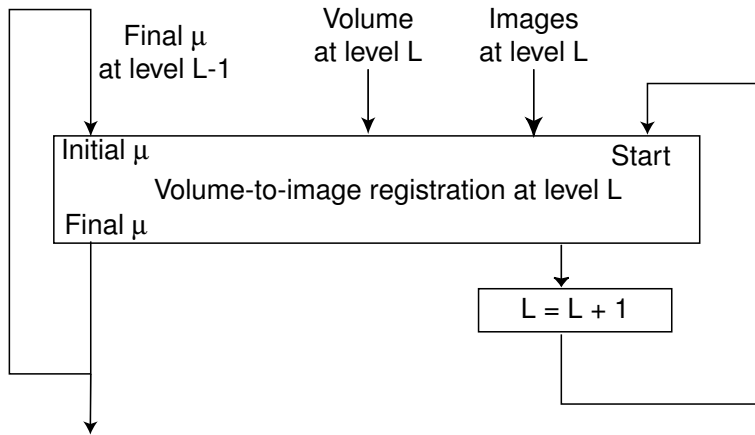 Final μ
at level L-1
Volume
at level L
Images
at level L
Initial μ
Start
Volume-to-image registration at level L
Final μ
L = L + 1